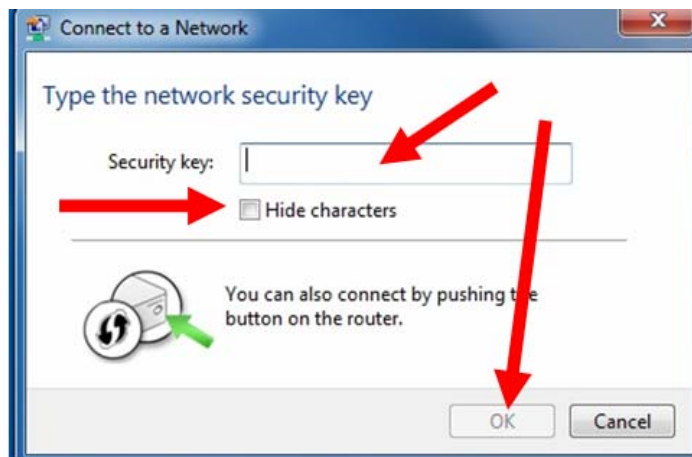 Connect to a Network
Type the network security key
Security key:
Hide characters
You can also connect by pushing the
button on the router.
OK
Cancel